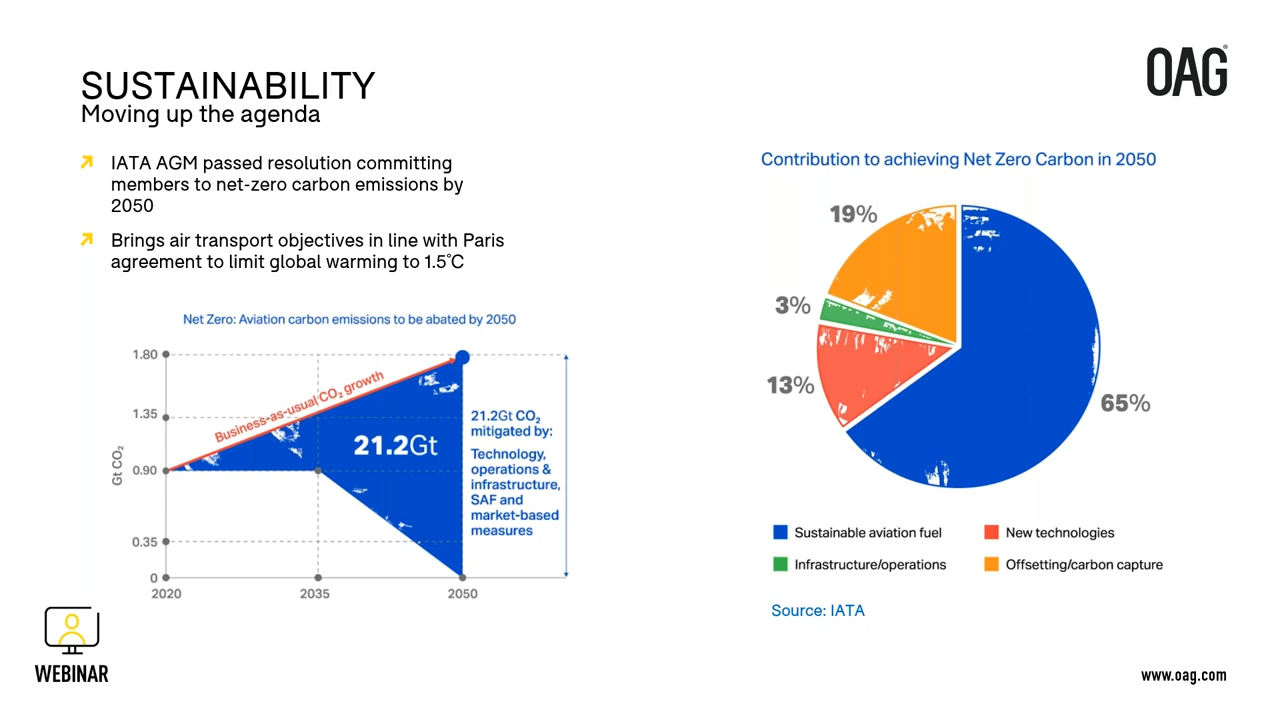 SUSTAINABILITY
Moving up the agenda
OAG®
IATA AGM passed resolution committing
members to net-zero carbon emissions by
2050
Brings air transport objectives in line with Paris
agreement to limit global warming to 1.5°C
Net Zero: Aviation carbon emissions to be abated by 2050
Gt CO₂
1.80
1.35
0.90
0.35
0
2020
2035
2050
Business-as-usual CO₂ growth
21.2Gt
21.2Gt CO₂
mitigated by:
Technology,
operations &
infrastructure,
SAF and
market-based
measures
Contribution to achieving Net Zero Carbon in 2050
19%
3%
13%
65%
Sustainable aviation fuel
New technologies
Infrastructure/operations
Offsetting/carbon capture
Source: IATA
WEBINAR
www.oag.com